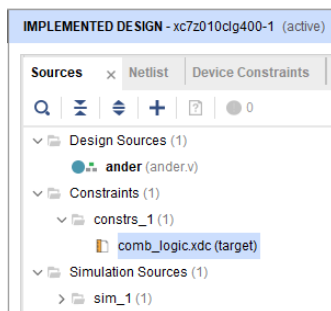 IMPLEMENTED DESIGN - xc7z010clg400-1 (active)
Sources × Netlist Device Constraints
0
Design Sources (1)
ander (ander.v)
Constraints (1)
constrs_1 (1)
comb_logic.xdc (target)
Simulation Sources (1)
sim_1 (1)